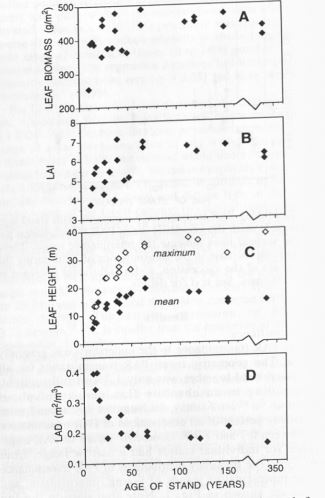 LEAF BIOMASS (g/m²)
500
400
300
200
A
LAI
8
7
6
5
4
3
B
LEAF HEIGHT (m)
40
30
20
10
0
C
maximum
mean
LAD (m²/m³)
0.4
0.3
0.2
0.1
D
0 50 100 150 350
AGE OF STAND (YEARS)